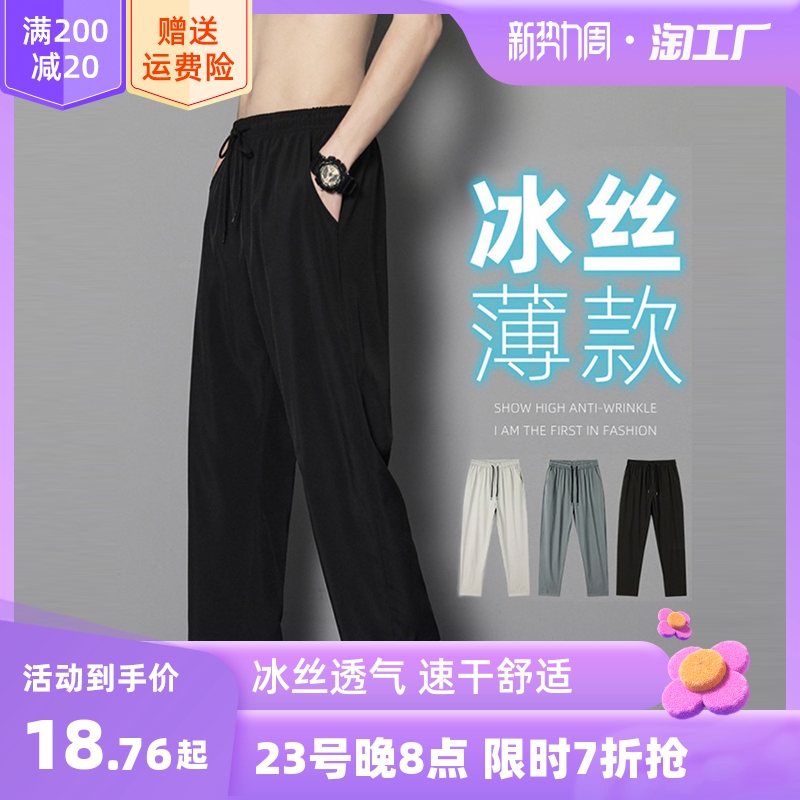 满200
减20
赠送
运费险
新势力周·淘工厂
冰丝
薄款
SHOW HIGH ANTI-WRINKLE
I AM THE FIRST IN FASHION
活动到手价
18.76起
冰丝透气 速干舒适
23号晚8点 限时7折抢